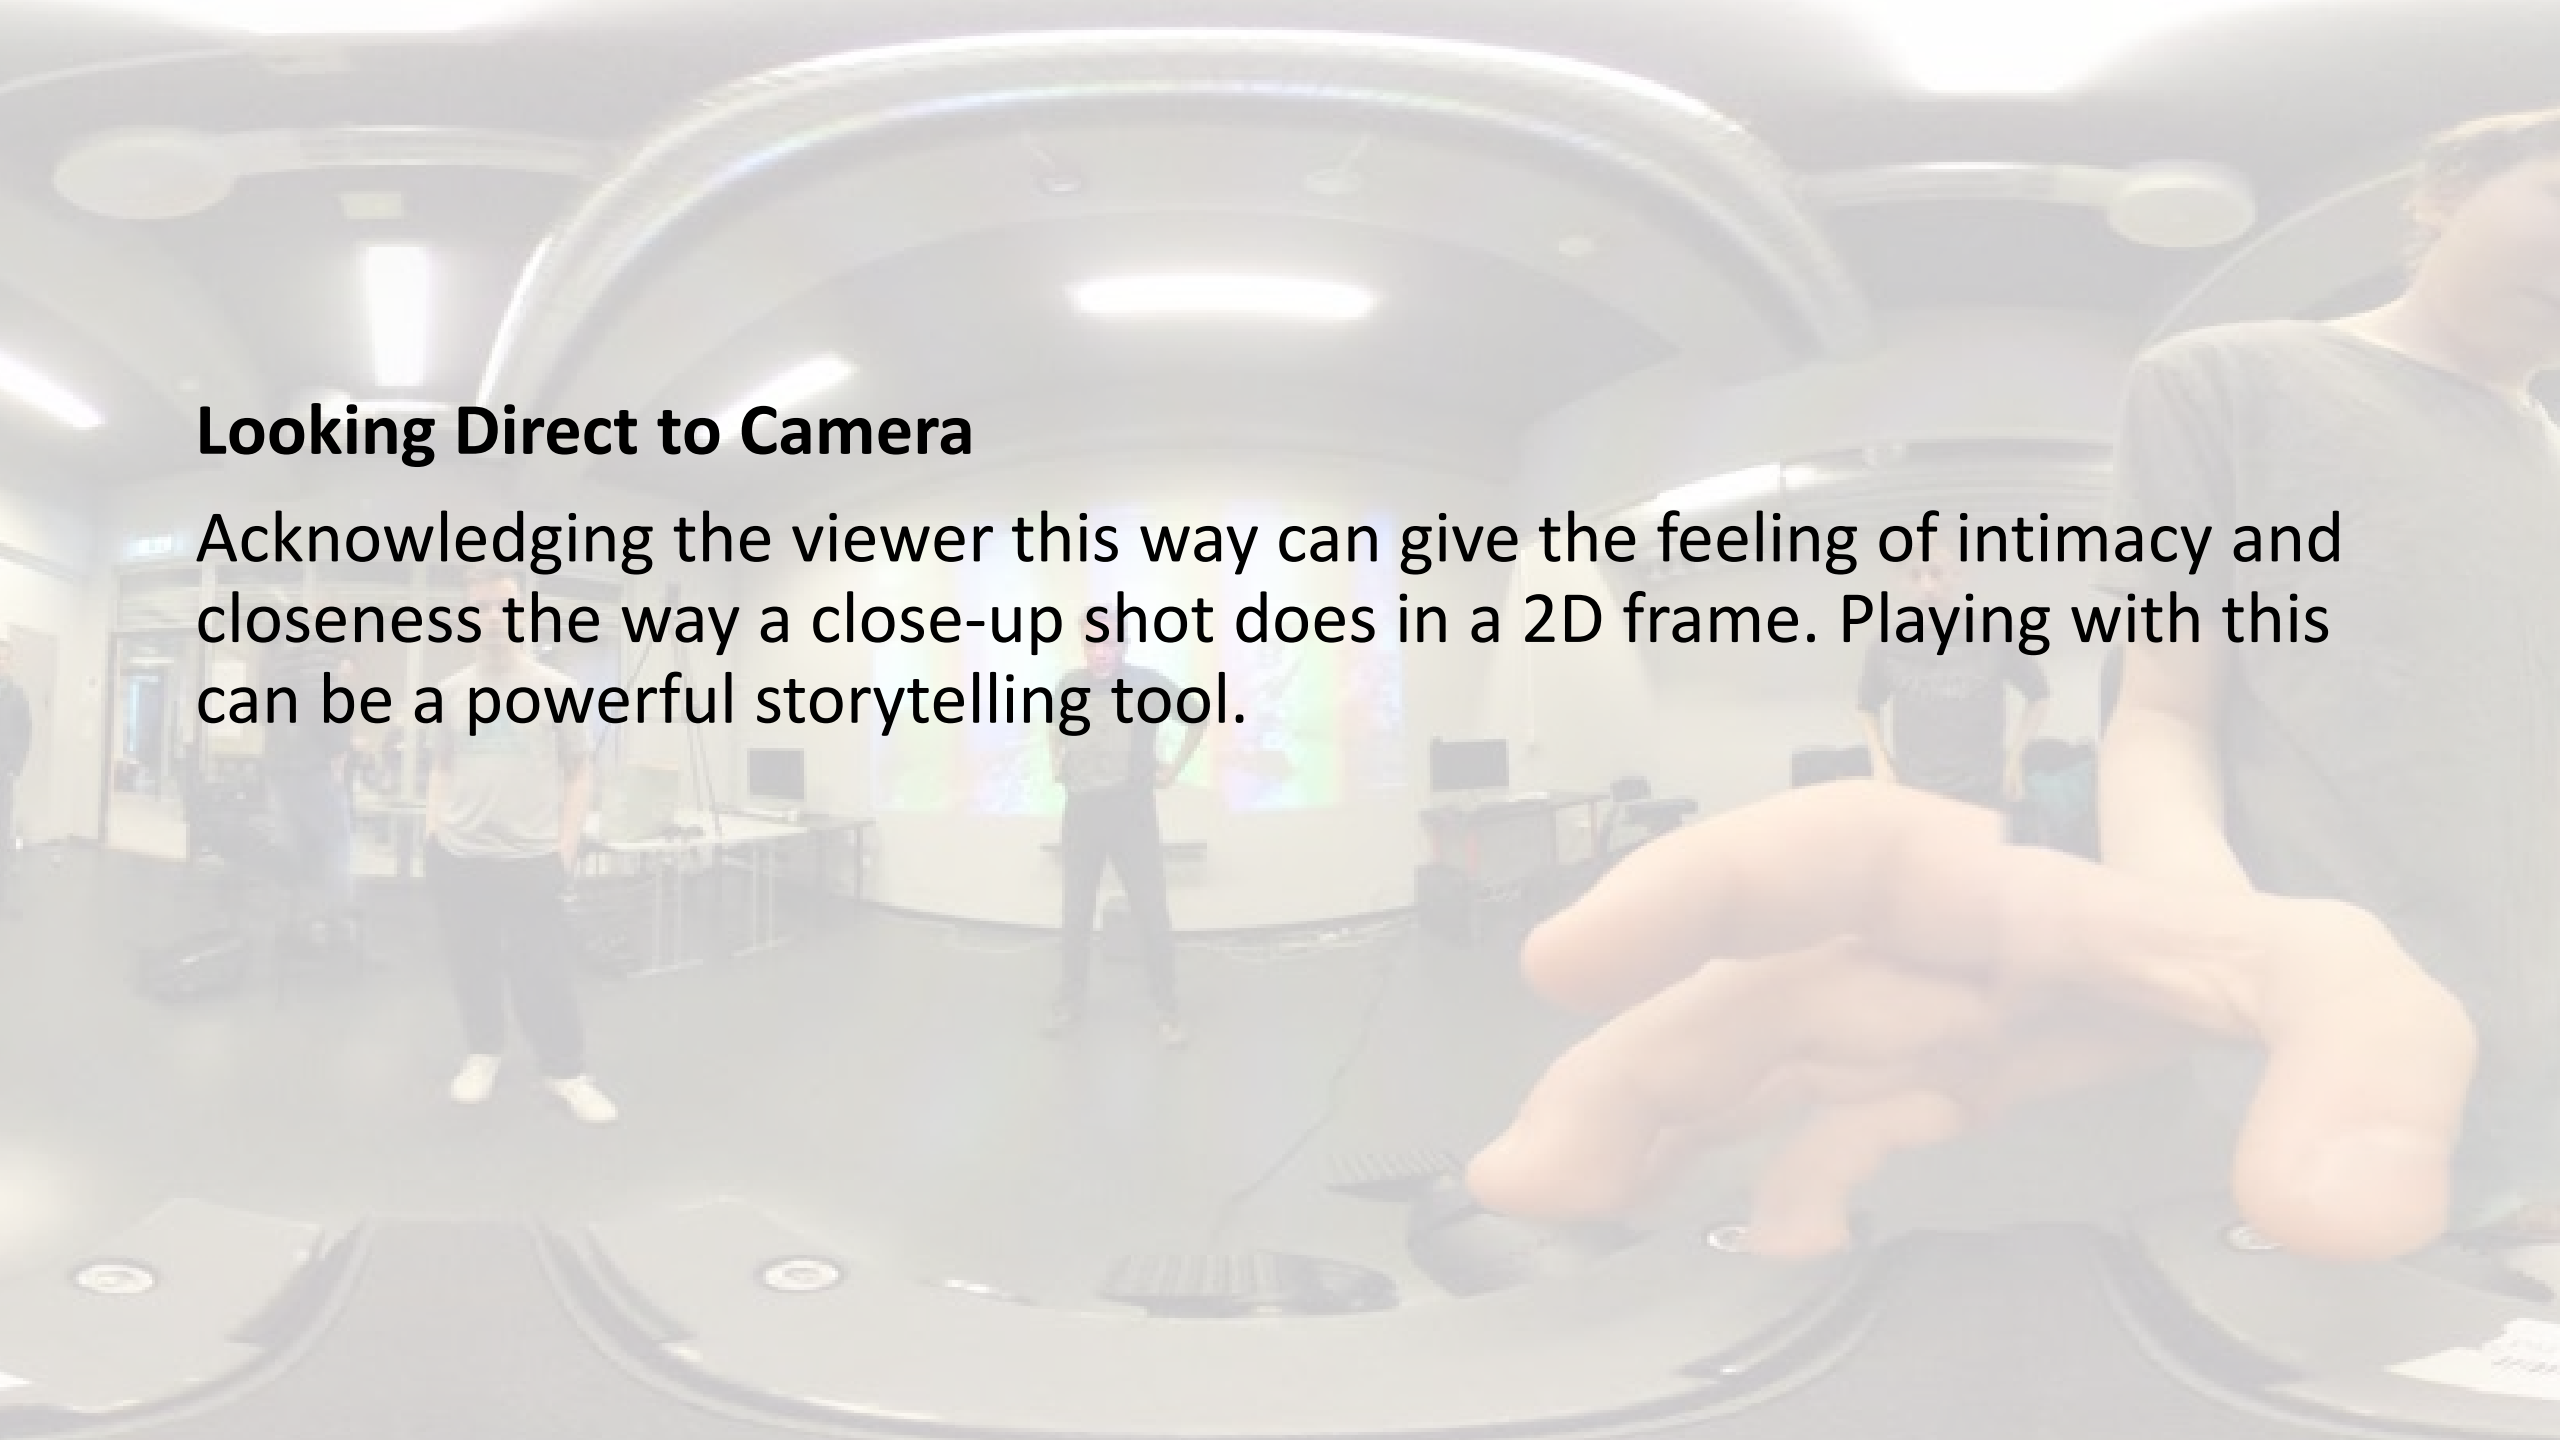 Looking Direct to Camera
Acknowledging the viewer this way can give the feeling of intimacy and
closeness the way a close-up shot does in a 2D frame. Playing with this
can be a powerful storytelling tool.